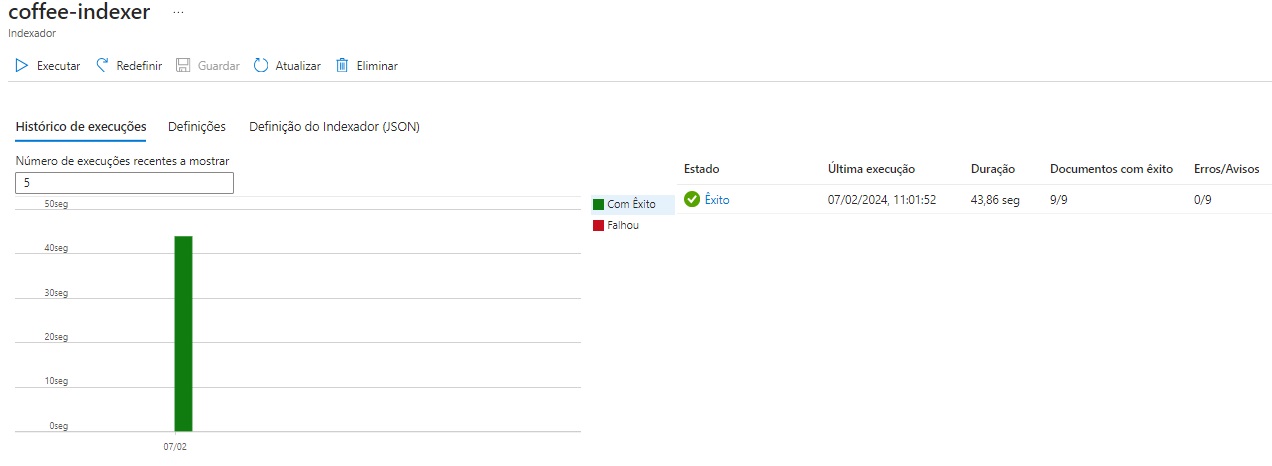 coffee-indexer ...
Indexador
Executar Redefinir Guardar Atualizar Eliminar
Histórico de execuções Definições Definição do Indexador (JSON)
Número de execuções recentes a mostrar
5
50seg
40seg
30seg
20seg
10seg
0seg
07/02
Com Êxito
Falhou
Estado Última execução Duração Documentos com êxito Erros/Avisos
Êxito 07/02/2024, 11:01:52 43,86 seg 9/9 0/9